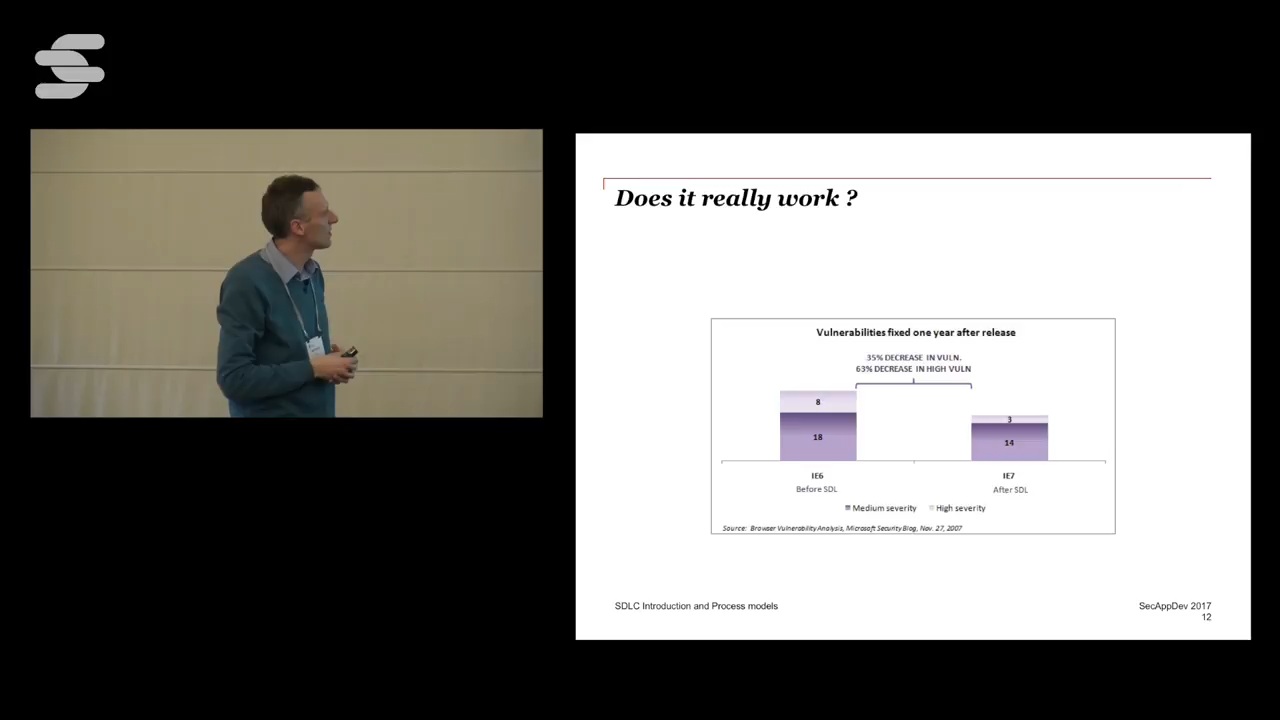 Does it really work ?
Vulnerabilities fixed one year after release
35% DECREASE IN VULN.
63% DECREASE IN HIGH VULN
8
18
3
14
IE6
IE7
Before SDL
After SDL
Medium severity
High severity
Source: Browser Vulnerability Analysis, Microsoft Security Blog, Nov. 27, 2007
SDLC Introduction and Process models
SecAppDev 2017
12